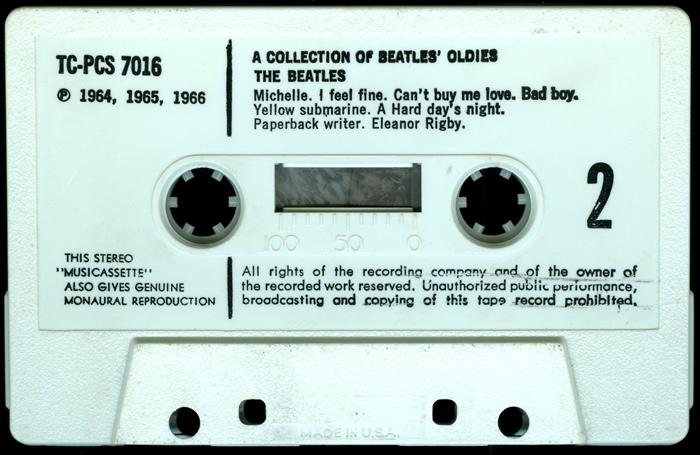 TC-PCS 7016
℗ 1964, 1965, 1966
A COLLECTION OF BEATLES' OLDIES
THE BEATLES
Michelle. I feel fine. Can't buy me love. Bad boy.
Yellow submarine. A Hard day's night.
Paperback writer. Eleanor Rigby.
2
100 50 0
THIS STEREO
"MUSICASSETTE"
ALSO GIVES GENUINE
MONAURAL REPRODUCTION
All rights of the recording company and of the owner of
the recorded work reserved. Unauthorized public performance,
broadcasting and copying of this tape record prohibited.
MADE IN U.S.A.